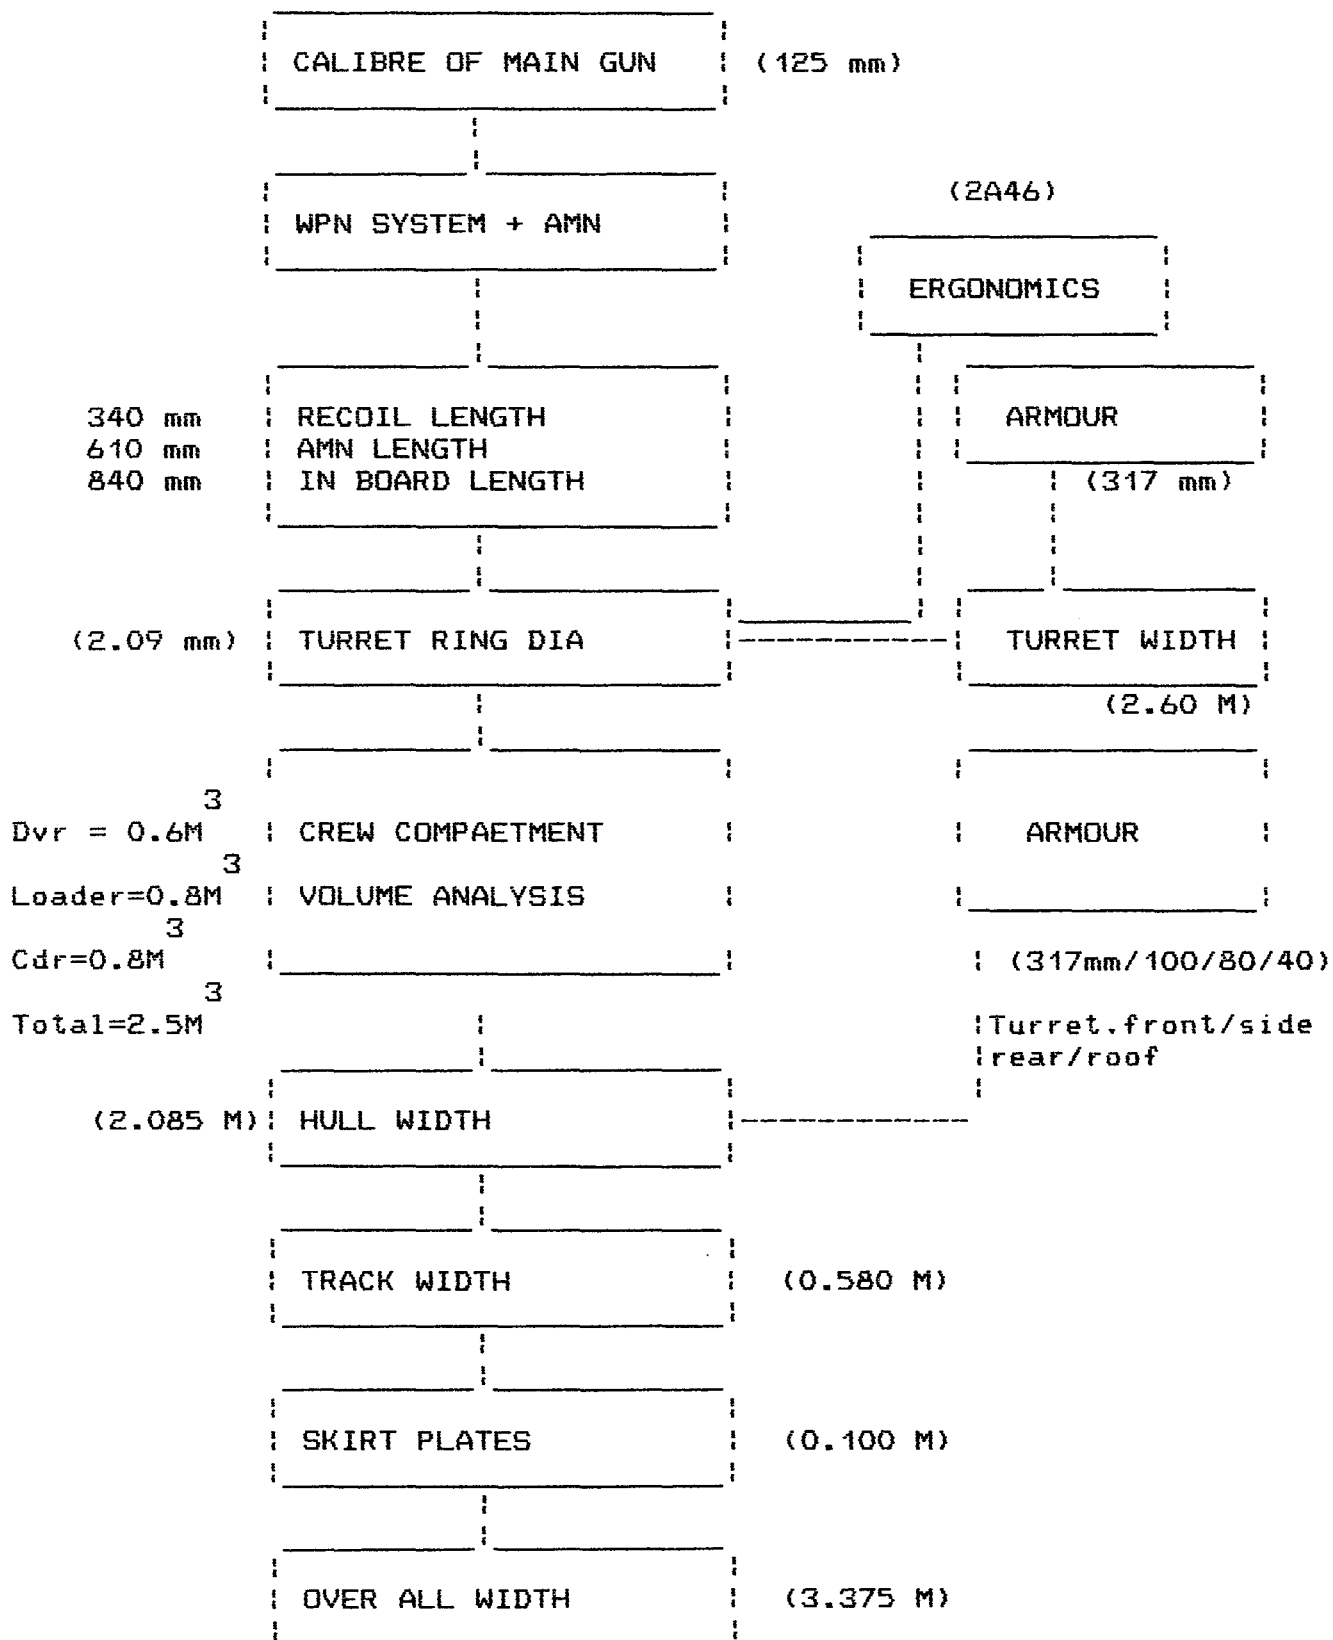 CALIBRE OF MAIN GUN (125 mm)
(2A46)
WPN SYSTEM + AMN
ERGONOMICS
340 mm RECOIL LENGTH ARMOUR
610 mm AMN LENGTH
840 mm IN BOARD LENGTH (317 mm)
(2.09 mm) TURRET RING DIA TURRET WIDTH
(2.60 M)
3
Dvr = 0.6M CREW COMPAETMENT ARMOUR
3
Loader=0.8M VOLUME ANALYSIS
3
Cdr=0.8M (317mm/100/80/40)
3
Total=2.5M Turret.front/side
rear/roof
(2.085 M) HULL WIDTH
TRACK WIDTH (0.580 M)
SKIRT PLATES (0.100 M)
OVER ALL WIDTH (3.375 M)